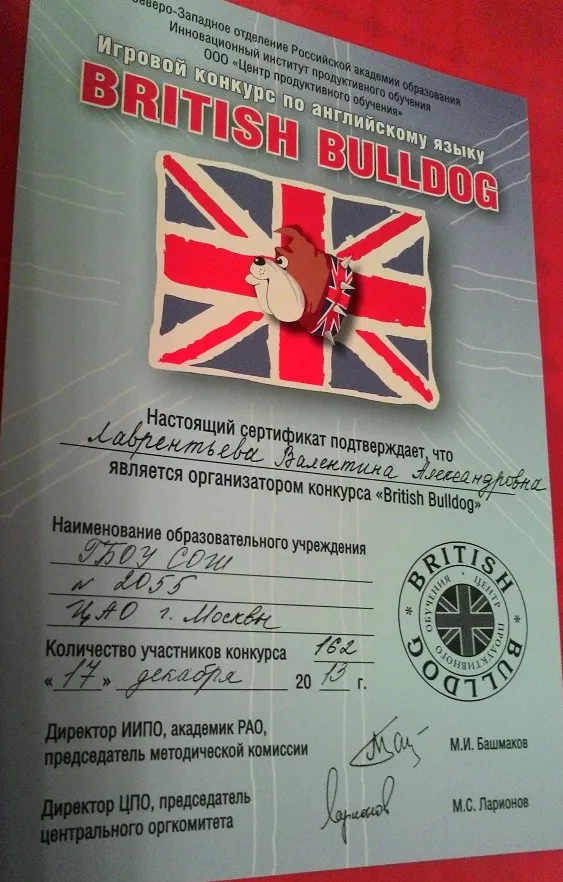 Северо-Западное отделение Российской академии образования
Инновационный институт продуктивного обучения
ООО «Центр продуктивного обучения»
Игровой конкурс по английскому языку
BRITISH BULLDOG
Настоящий сертификат подтверждает, что
Лаврентьева Валентина Александровна
является организатором конкурса «British Bulldog»
Наименование образовательного учреждения
ГБОУ СОШ
№ 2055
ЦАО г. Москвы
BRITISH
ЦЕНТР ПРОДУКТИВНОГО ОБУЧЕНИЯ
BULLDOG
Количество участников конкурса 162
«17» декабря 2013 г.
Директор ИИПО, академик РАО,
председатель методической комиссии М.И. Башмаков
Директор ЦПО, председатель Ларионов
центрального оргкомитета М.С. Ларионов